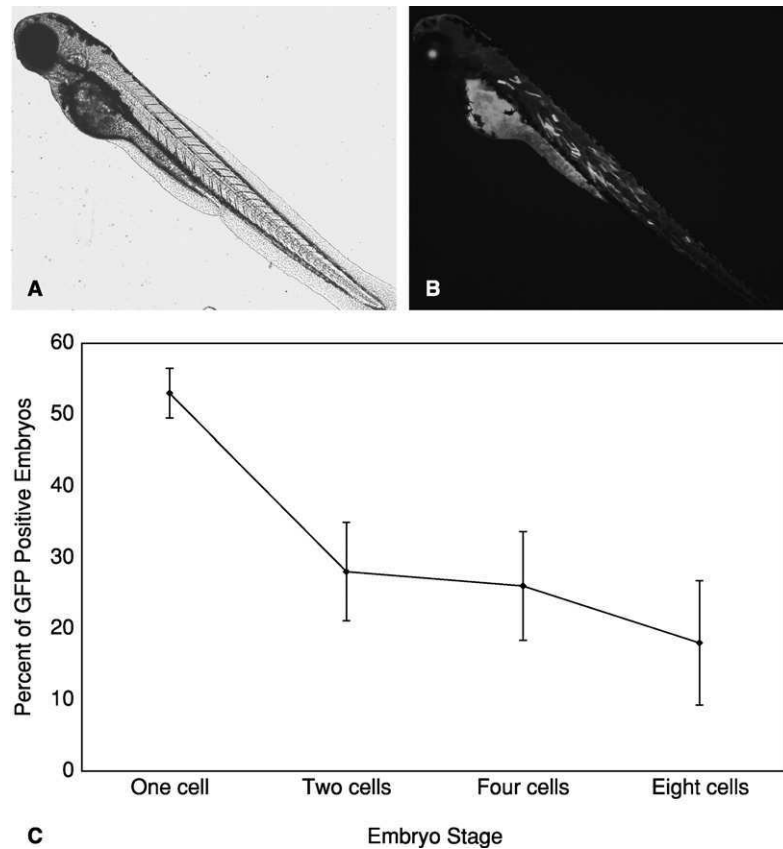 A
B
60
50
40
30
20
10
0
Percent of GFP Positive Embryos
One cell
Two cells
Four cells
Eight cells
C
Embryo Stage